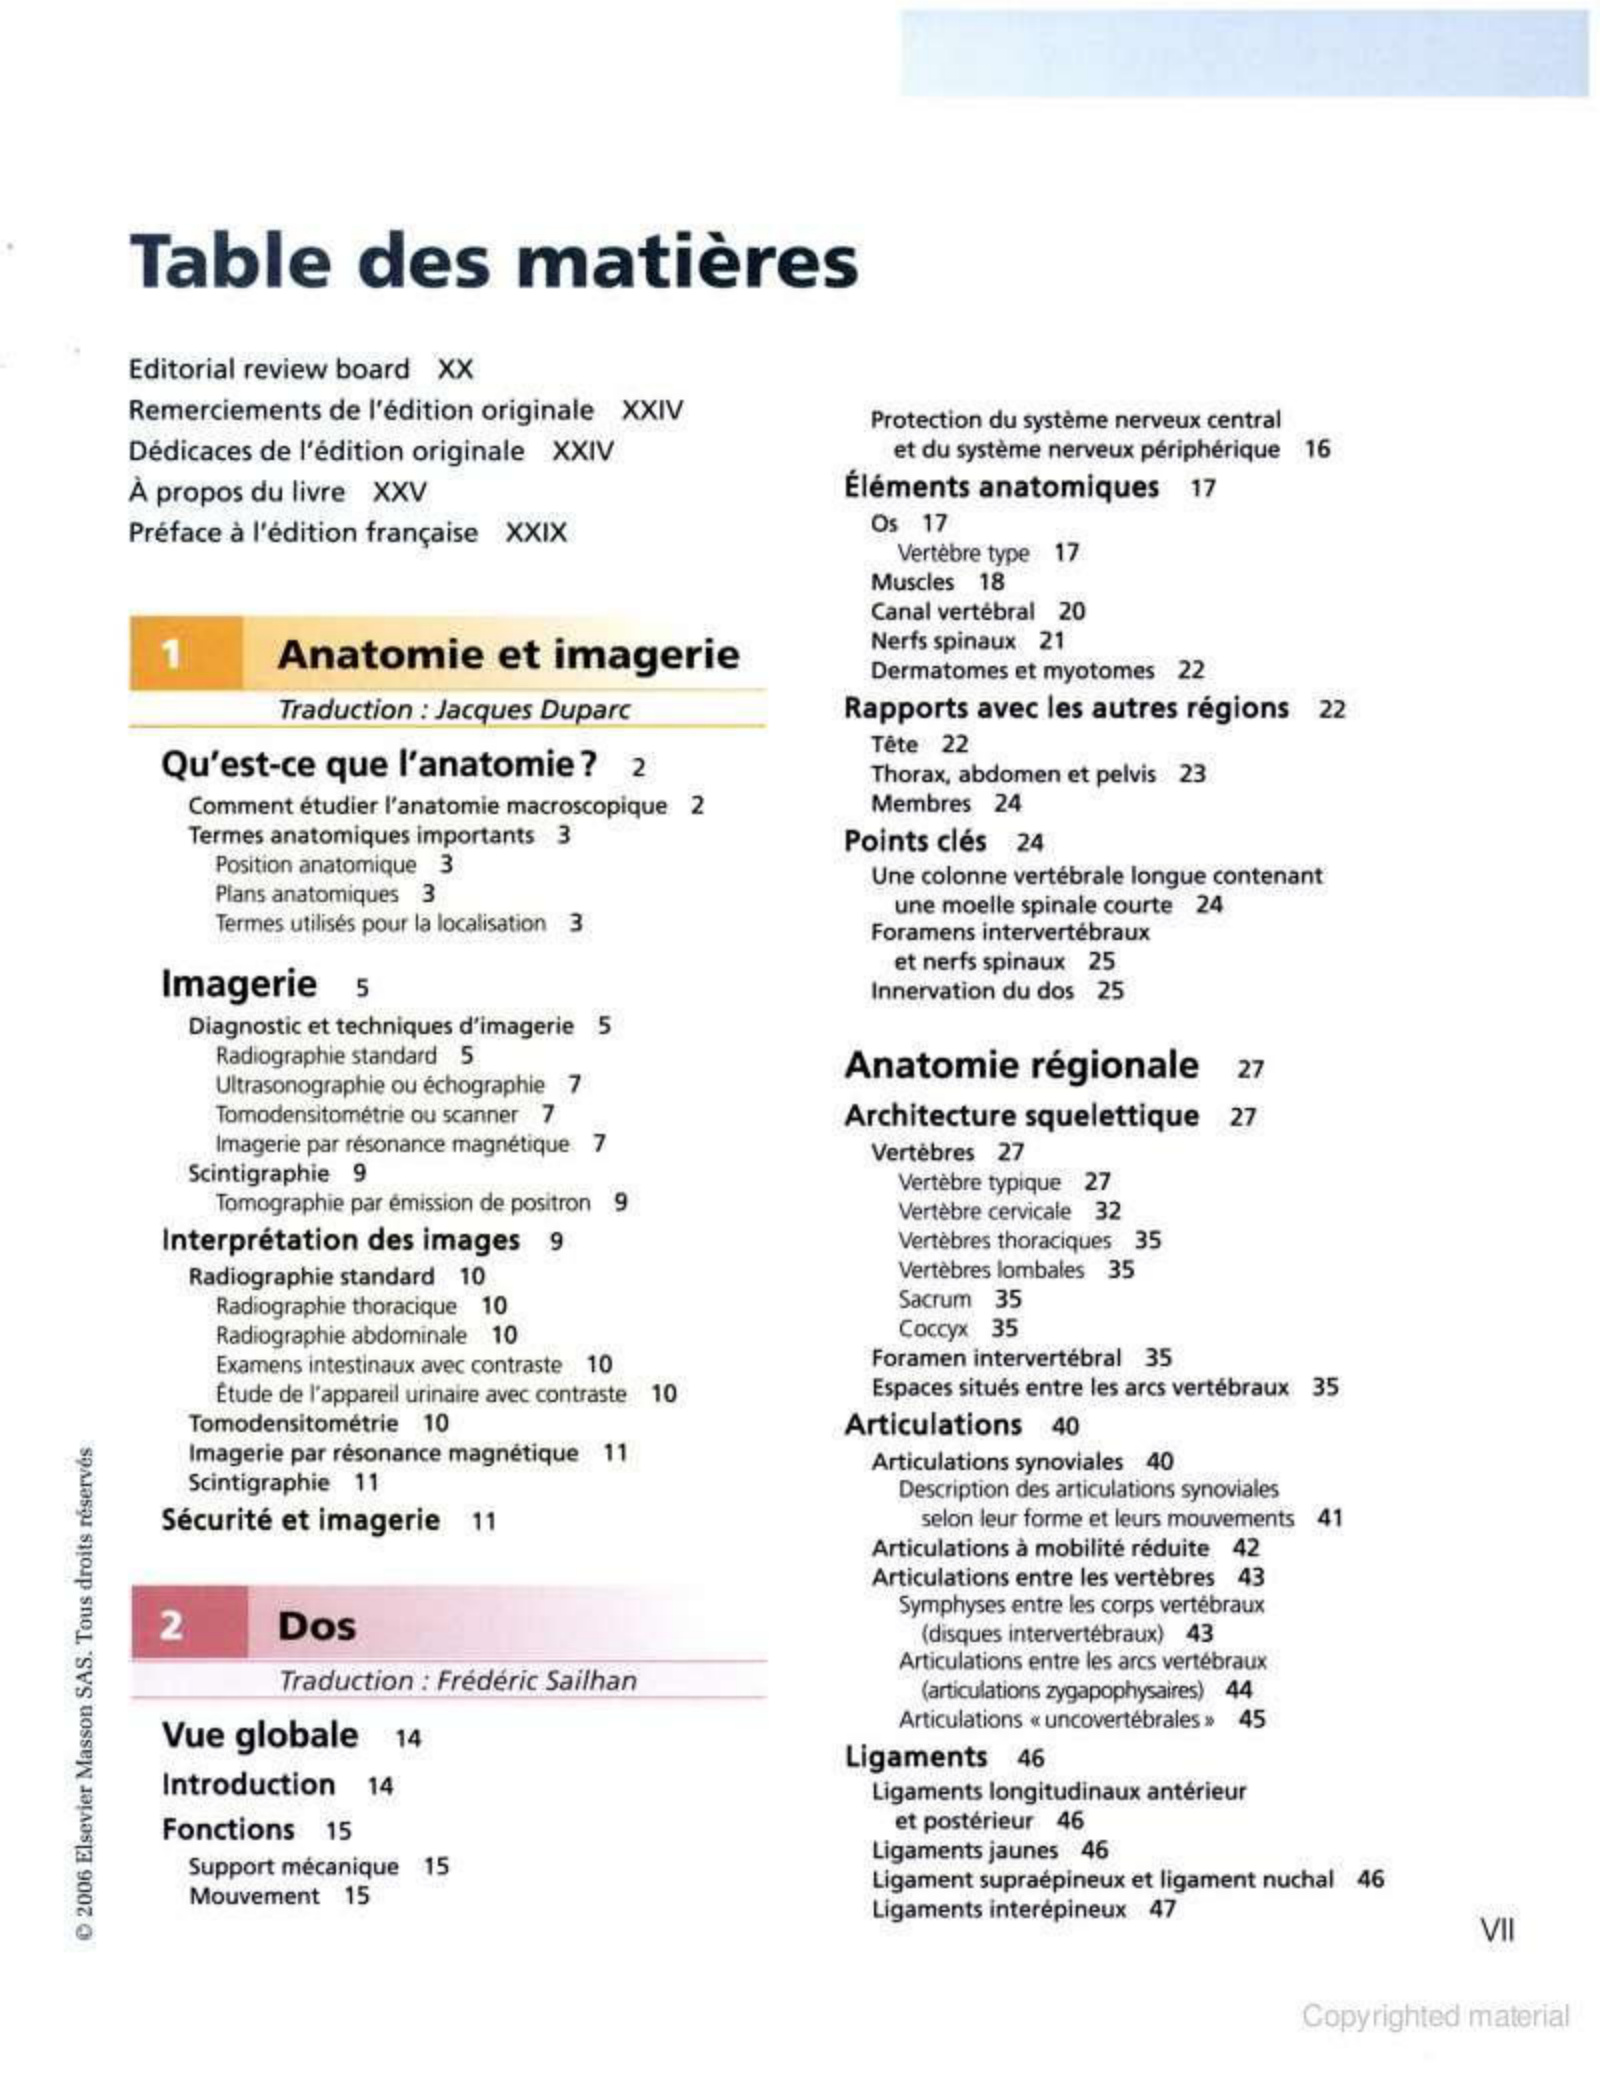 Table des matières
Editorial review board XX
Remerciements de l'édition originale XXIV
Dédicaces de l'édition originale XXIV
À propos du livre XXV
Préface à l'édition française XXIX
1 Anatomie et imagerie
Traduction : Jacques Duparc
Qu'est-ce que l'anatomie ? 2
Comment étudier l'anatomie macroscopique 2
Termes anatomiques importants 3
Position anatomique 3
Plans anatomiques 3
Termes utilisés pour la localisation 3
Imagerie 5
Diagnostic et techniques d'imagerie 5
Radiographie standard 5
Ultrasonographie ou échographie 7
Tomodensitométrie ou scanner 7
Imagerie par résonance magnétique 7
Scintigraphie 9
Tomographie par émission de positron 9
Interprétation des images 9
Radiographie standard 10
Radiographie thoracique 10
Radiographie abdominale 10
Examens intestinaux avec contraste 10
Étude de l'appareil urinaire avec contraste 10
Tomodensitométrie 10
Imagerie par résonance magnétique 11
Scintigraphie 11
Sécurité et imagerie 11
2 Dos
Traduction : Frédéric Sailhan
Vue globale 14
Introduction 14
Fonctions 15
Support mécanique 15
Mouvement 15
Protection du système nerveux central
et du système nerveux périphérique 16
Éléments anatomiques 17
Os 17
Vertèbre type 17
Muscles 18
Canal vertébral 20
Nerfs spinaux 21
Dermatomes et myotomes 22
Rapports avec les autres régions 22
Tête 22
Thorax, abdomen et pelvis 23
Membres 24
Points clés 24
Une colonne vertébrale longue contenant
une moelle spinale courte 24
Foramens intervertébraux
et nerfs spinaux 25
Innervation du dos 25
Anatomie régionale 27
Architecture squelettique 27
Vertèbres 27
Vertèbre typique 27
Vertèbre cervicale 32
Vertèbres thoraciques 35
Vertèbres lombales 35
Sacrum 35
Coccyx 35
Foramen intervertébral 35
Espaces situés entre les arcs vertébraux 35
Articulations 40
Articulations synoviales 40
Description des articulations synoviales
selon leur forme et leurs mouvements 41
Articulations à mobilité réduite 42
Articulations entre les vertèbres 43
Symphyses entre les corps vertébraux
(disques intervertébraux) 43
Articulations entre les arcs vertébraux
(articulations zygapophysaires) 44
Articulations « uncovertébrales » 45
Ligaments 46
Ligaments longitudinaux antérieur
et postérieur 46
Ligaments jaunes 46
Ligament supraépineux et ligament nuchal 46
Ligaments interépineux 47
© 2006 Elsevier Masson SAS. Tous droits réservés
VII
Copyrighted material